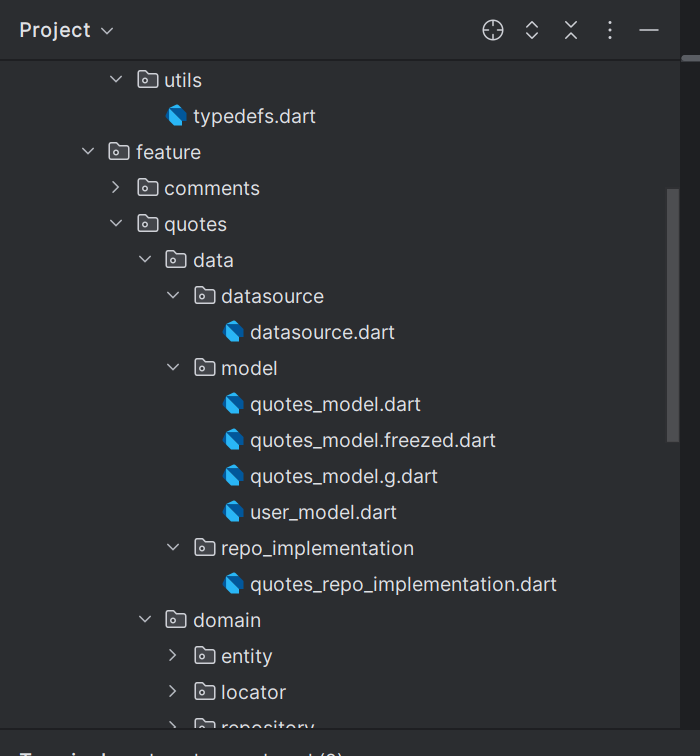 Project
utils
typedefs.dart
feature
comments
quotes
data
datasource
datasource.dart
model
quotes_model.dart
quotes_model.freezed.dart
quotes_model.g.dart
user_model.dart
repo_implementation
quotes_repo_implementation.dart
domain
entity
locator
repository